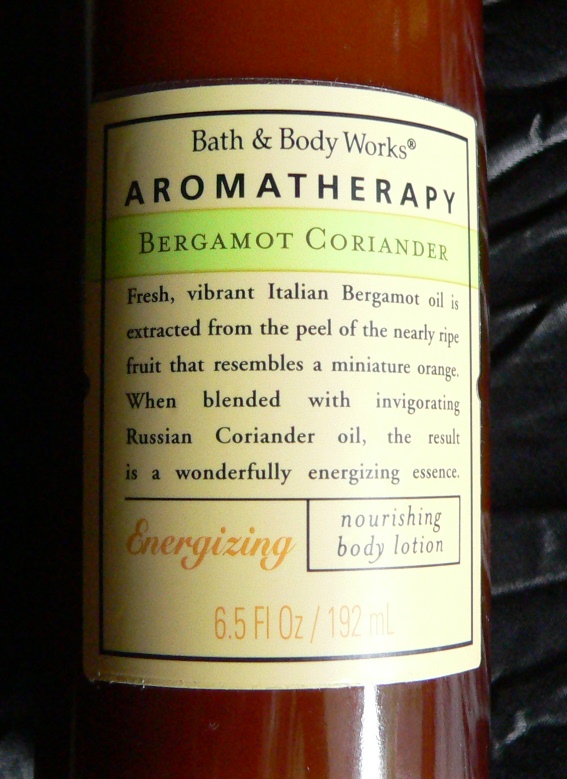 Bath & Body Works®
AROMATHERAPY
BERGAMOT CORIANDER
Fresh, vibrant Italian Bergamot oil is
extracted from the peel of the nearly ripe
fruit that resembles a miniature orange.
When blended with invigorating
Russian Coriander oil, the result
is a wonderfully energizing essence.
Energizing
nourishing
body lotion
6.5 Fl Oz / 192 mL